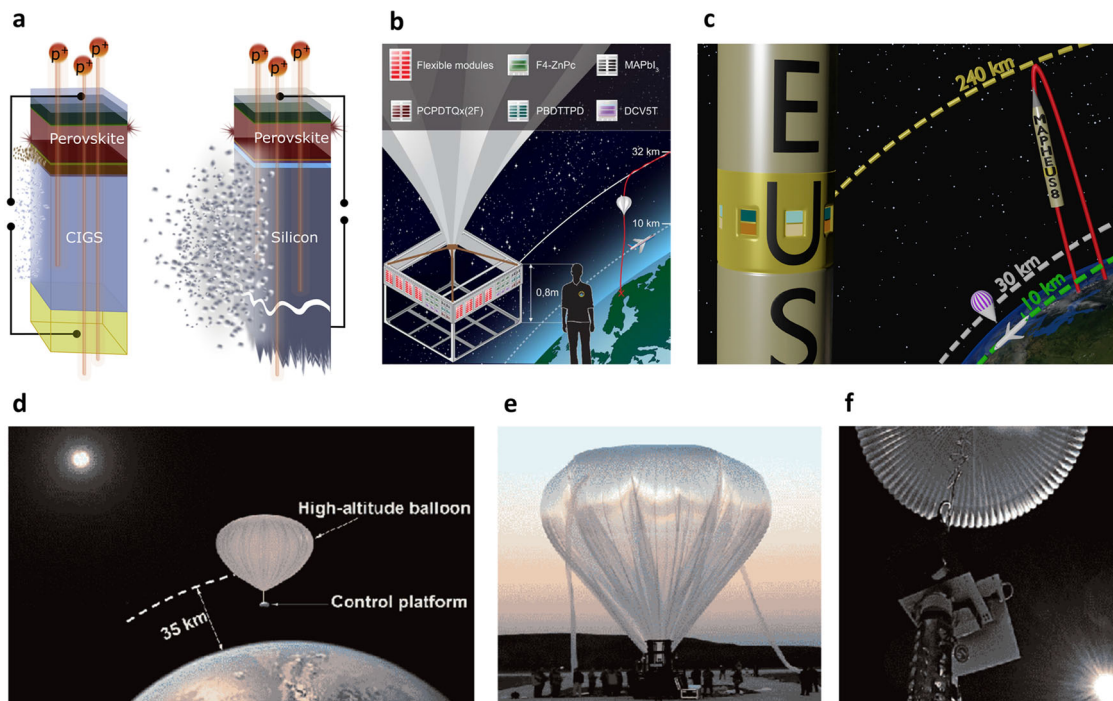 a
p⁺
p⁺
p⁺
Perovskite
CIGS
p⁺
p⁺
p⁺
Perovskite
Silicon
b
Flexible modules
F4-ZnPc
MAPbI₃
PCPDTQx(2F)
PBDTTPD
DCV5T
32 km
10 km
0,8m
c
E
U
S
240 km
MAPHEUS8
30 km
10 km
d
High-altitude balloon
Control platform
35 km
e
f